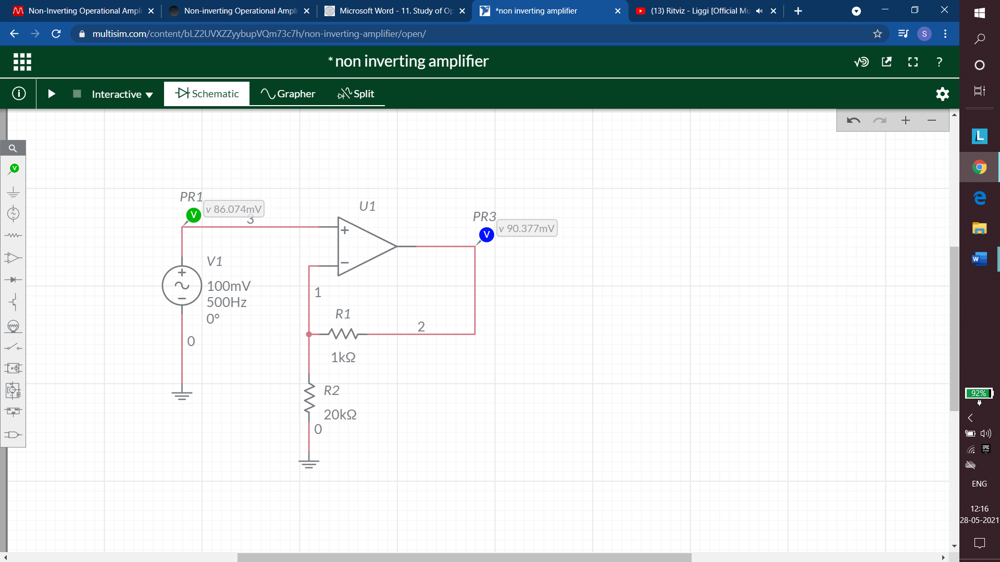 Non-Inverting Operational Ampli
Non-inverting Operational Ampli
Microsoft Word - 11. Study of Op
*non inverting amplifier
(13) Ritviz - Liggi [Official Mu
multisim.com/content/bLZ2UVXZZyybupVQm73c7h/non-inverting-amplifier/open/
S
*non inverting amplifier
?
Interactive
Schematic
Grapher
Split
V
PR1
V
v 86.074mV
3
U1
PR3
V
v 90.377mV
V1
100mV
500Hz
0°
0
1
R1
2
1kΩ
R2
20kΩ
0
L
W
92%
EPIC
GAMES
ENG
12:16
28-05-2021